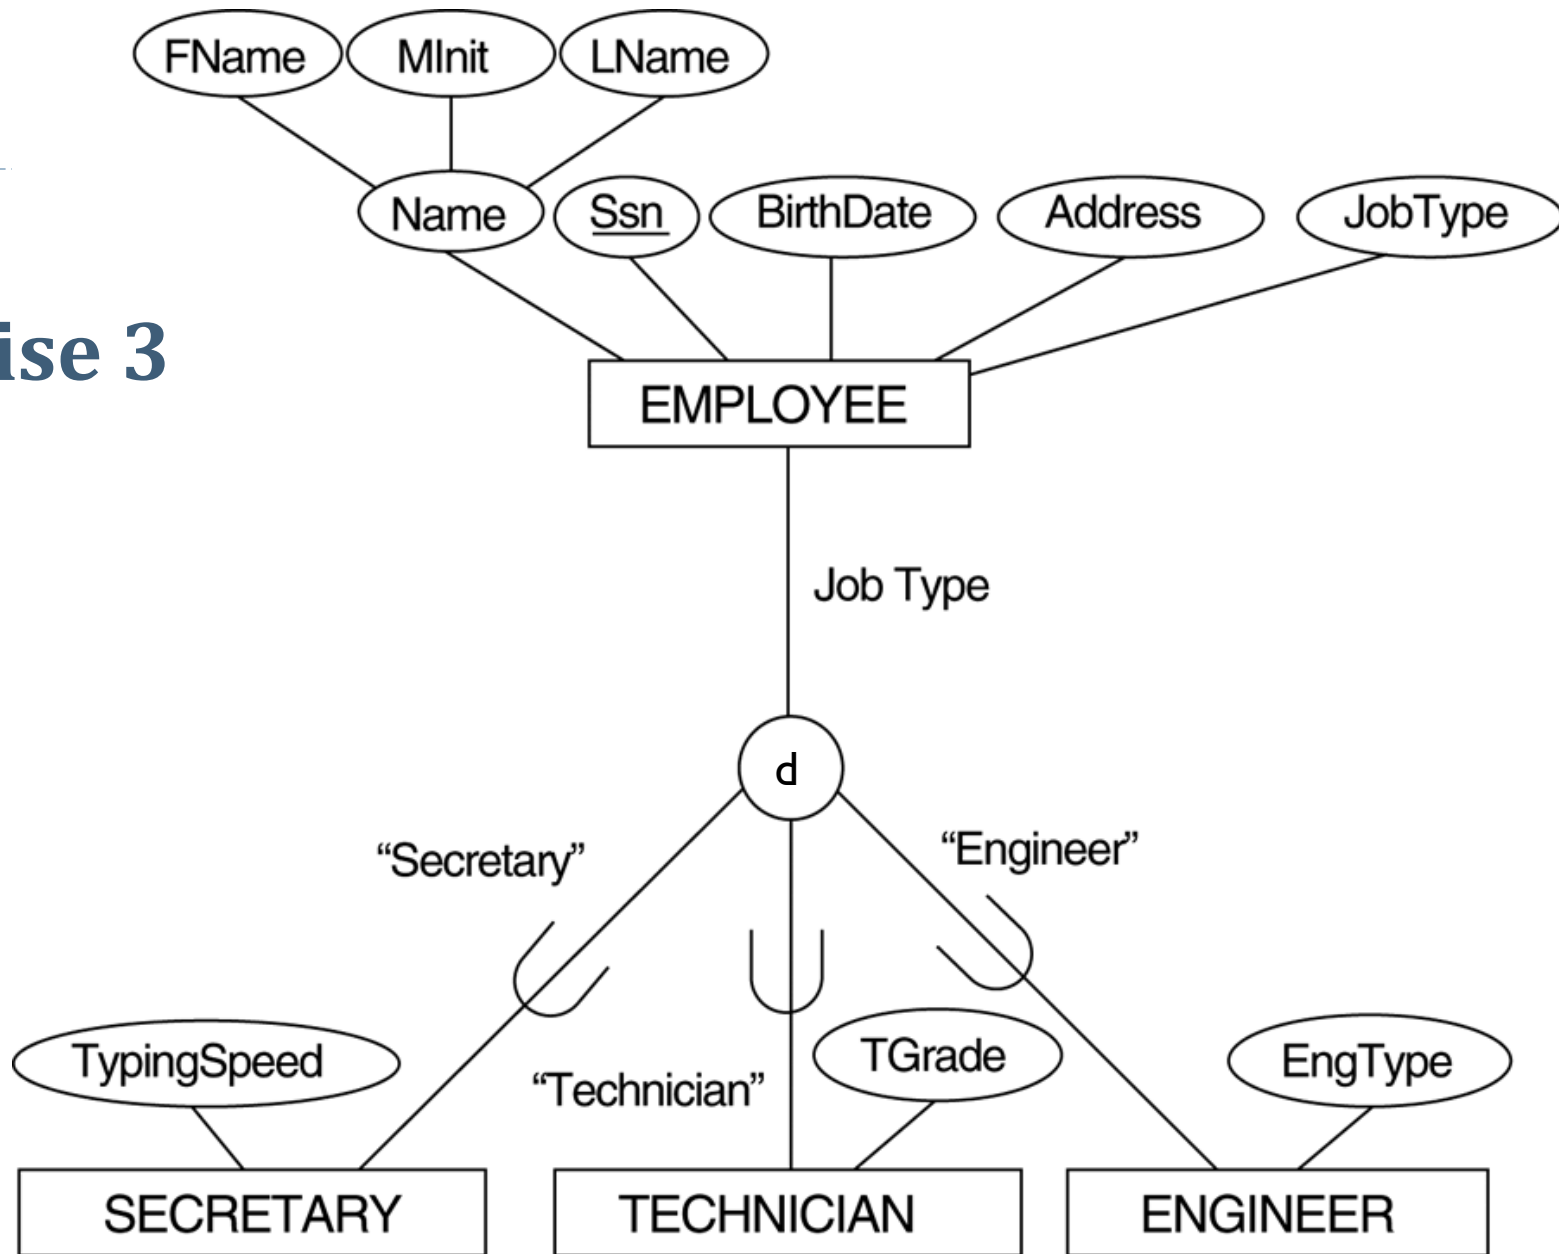 FName MInit LName
Name Ssn BirthDate Address JobType
ise 3
EMPLOYEE
Job Type
d
“Secretary” “Engineer”
TypingSpeed “Technician” TGrade EngType
SECRETARY TECHNICIAN ENGINEER